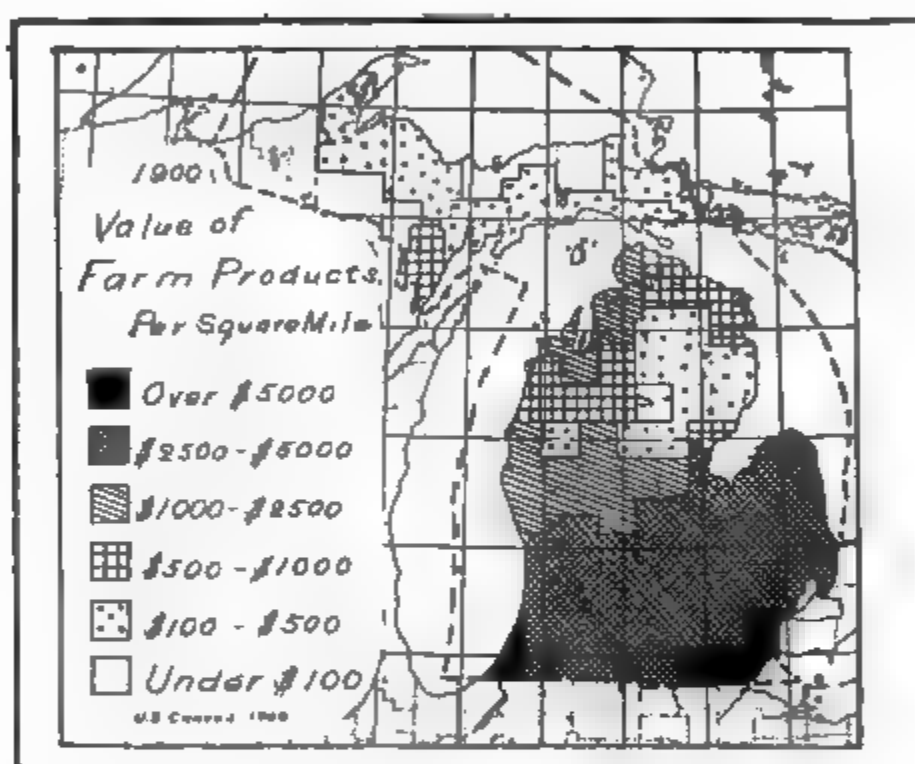 1900
Value of
Farm Products
Per Square Mile
Over $5000
$2500-$5000
$1000-$2500
$500-$1000
$100-$500
Under $100
U.S Census 1900